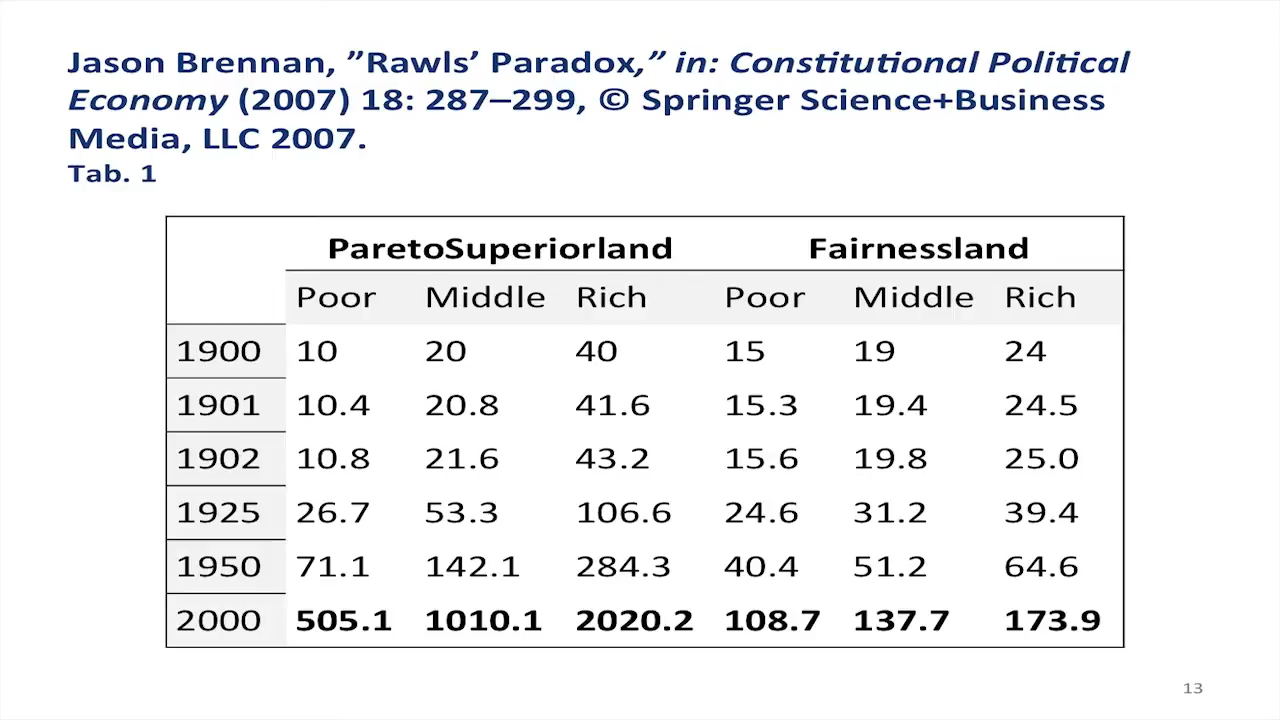 Jason Brennan, ”Rawls’ Paradox,” in: Constitutional Political
Economy (2007) 18: 287–299, © Springer Science+Business
Media, LLC 2007.
Tab. 1
ParetoSuperiorland Fairnessland
Poor Middle Rich Poor Middle Rich
1900 10 20 40 15 19 24
1901 10.4 20.8 41.6 15.3 19.4 24.5
1902 10.8 21.6 43.2 15.6 19.8 25.0
1925 26.7 53.3 106.6 24.6 31.2 39.4
1950 71.1 142.1 284.3 40.4 51.2 64.6
2000 505.1 1010.1 2020.2 108.7 137.7 173.9
13